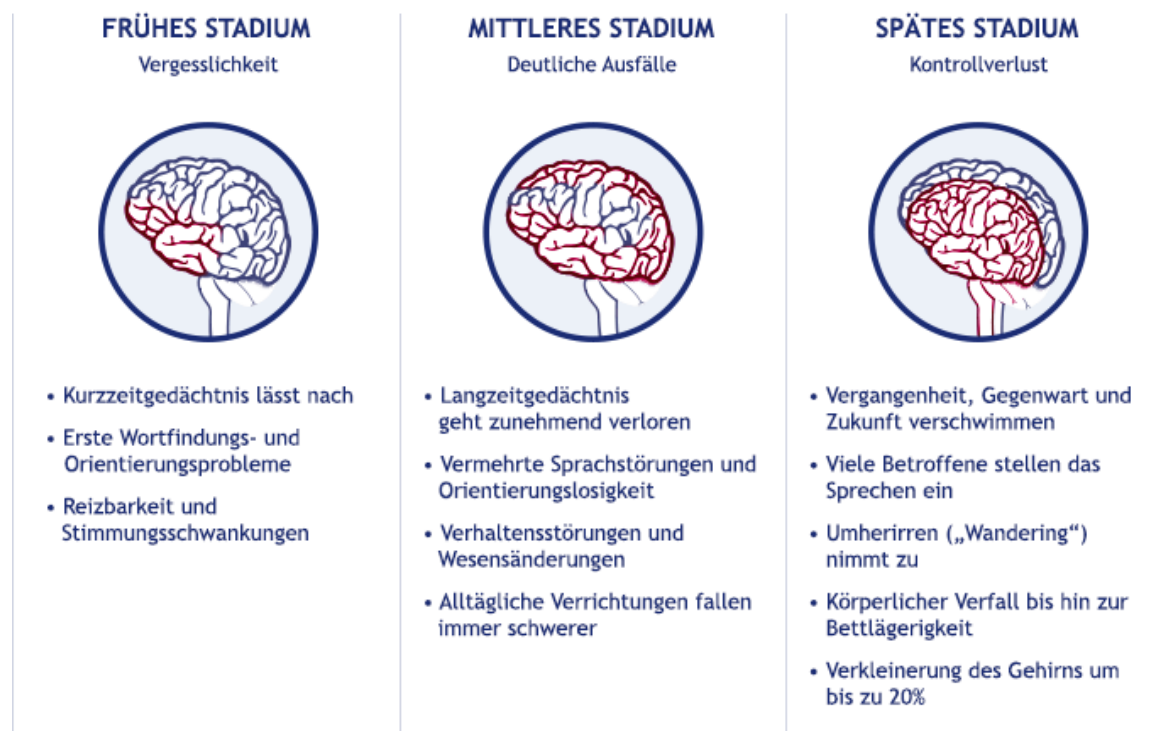 FRÜHES STADIUM
Vergesslichkeit
• Kurzzeitgedächtnis lässt nach
• Erste Wortfindungs- und
Orientierungsprobleme
• Reizbarkeit und
Stimmungsschwankungen
MITTLERES STADIUM
Deutliche Ausfälle
• Langzeitgedächtnis
geht zunehmend verloren
• Vermehrte Sprachstörungen und
Orientierungslosigkeit
• Verhaltensstörungen und
Wesensänderungen
• Alltägliche Verrichtungen fallen
immer schwerer
SPÄTES STADIUM
Kontrollverlust
• Vergangenheit, Gegenwart und
Zukunft verschwimmen
• Viele Betroffene stellen das
Sprechen ein
• Umherirren („Wandering“)
nimmt zu
• Körperlicher Verfall bis hin zur
Bettlägerigkeit
• Verkleinerung des Gehirns um
bis zu 20%